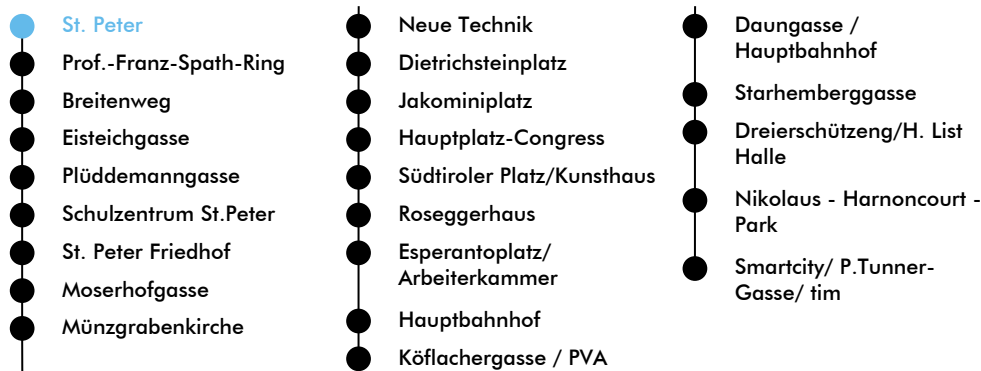 St. Peter
Prof.-Franz-Spath-Ring
Breitenweg
Eisteichgasse
Plüddemanngasse
Schulzentrum St.Peter
St. Peter Friedhof
Moserhofgasse
Münzgrabenkirche
Neue Technik
Dietrichsteinplatz
Jakominiplatz
Hauptplatz-Congress
Südtiroler Platz/Kunsthaus
Roseggerhaus
Esperantoplatz/
Arbeiterkammer
Hauptbahnhof
Köflachergasse / PVA
Daungasse /
Hauptbahnhof
Starhemberggasse
Dreierschützeng/H. List
Halle
Nikolaus - Harnoncourt -
Park
Smartcity/ P.Tunner-
Gasse/ tim